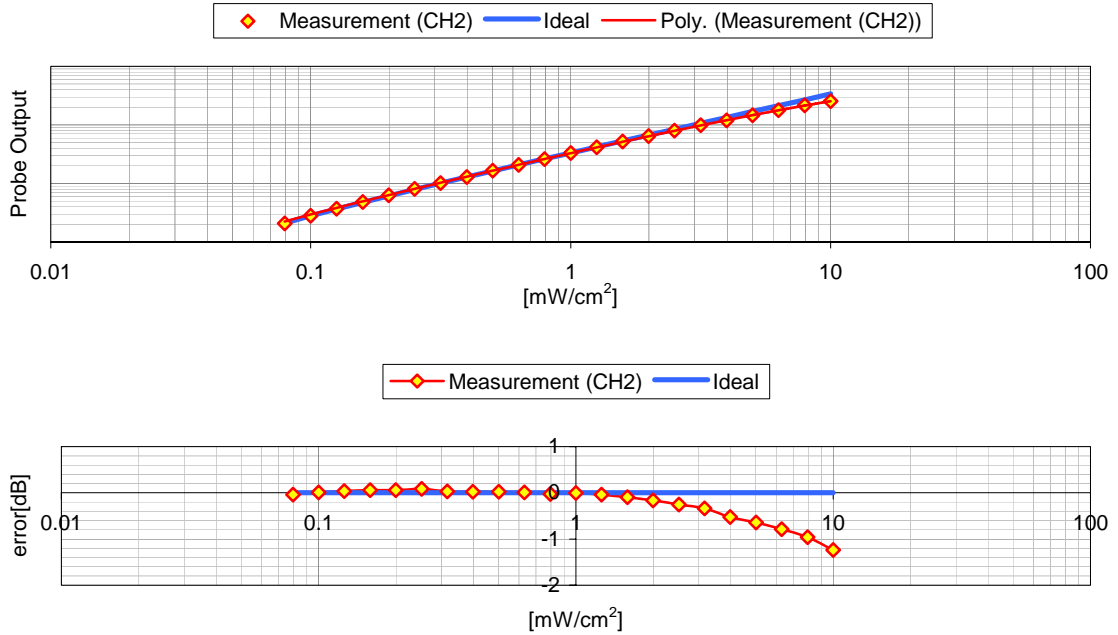 Measurement (CH2) Ideal Poly. (Measurement (CH2))
Probe Output
0.01 0.1 1 10 100
[mW/cm²]
Measurement (CH2) Ideal
error[dB]
1
0
0.01 0.1 1 10 100
-1
-2
[mW/cm²]